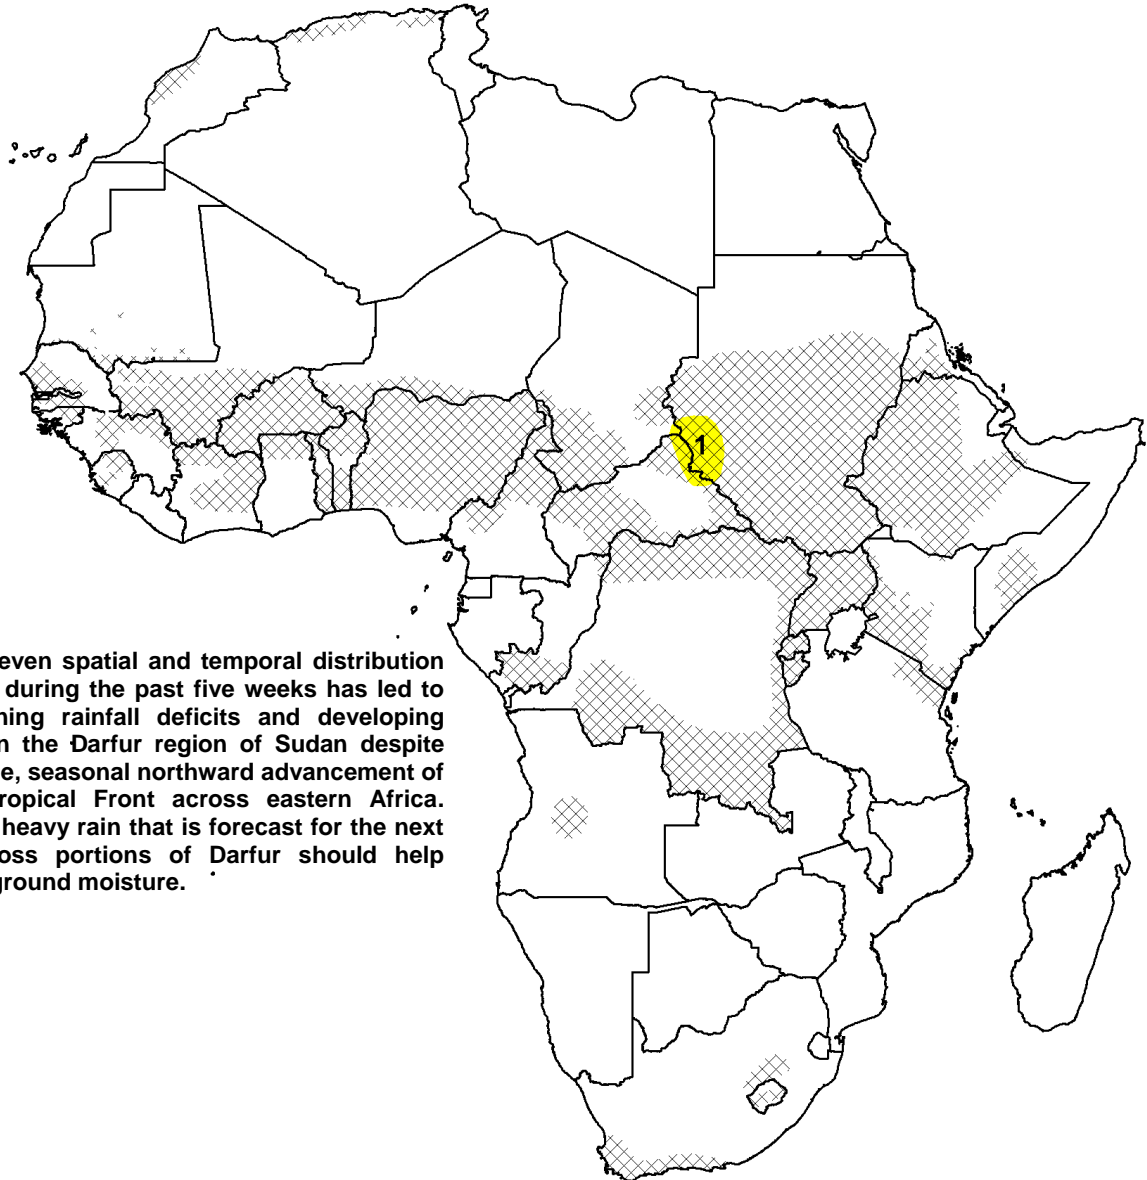 1
even spatial and temporal distribution
during the past five weeks has led to
ning rainfall deficits and developing
n the Darfur region of Sudan despite
e, seasonal northward advancement of
ropical Front across eastern Africa.
heavy rain that is forecast for the next
oss portions of Darfur should help
ground moisture.